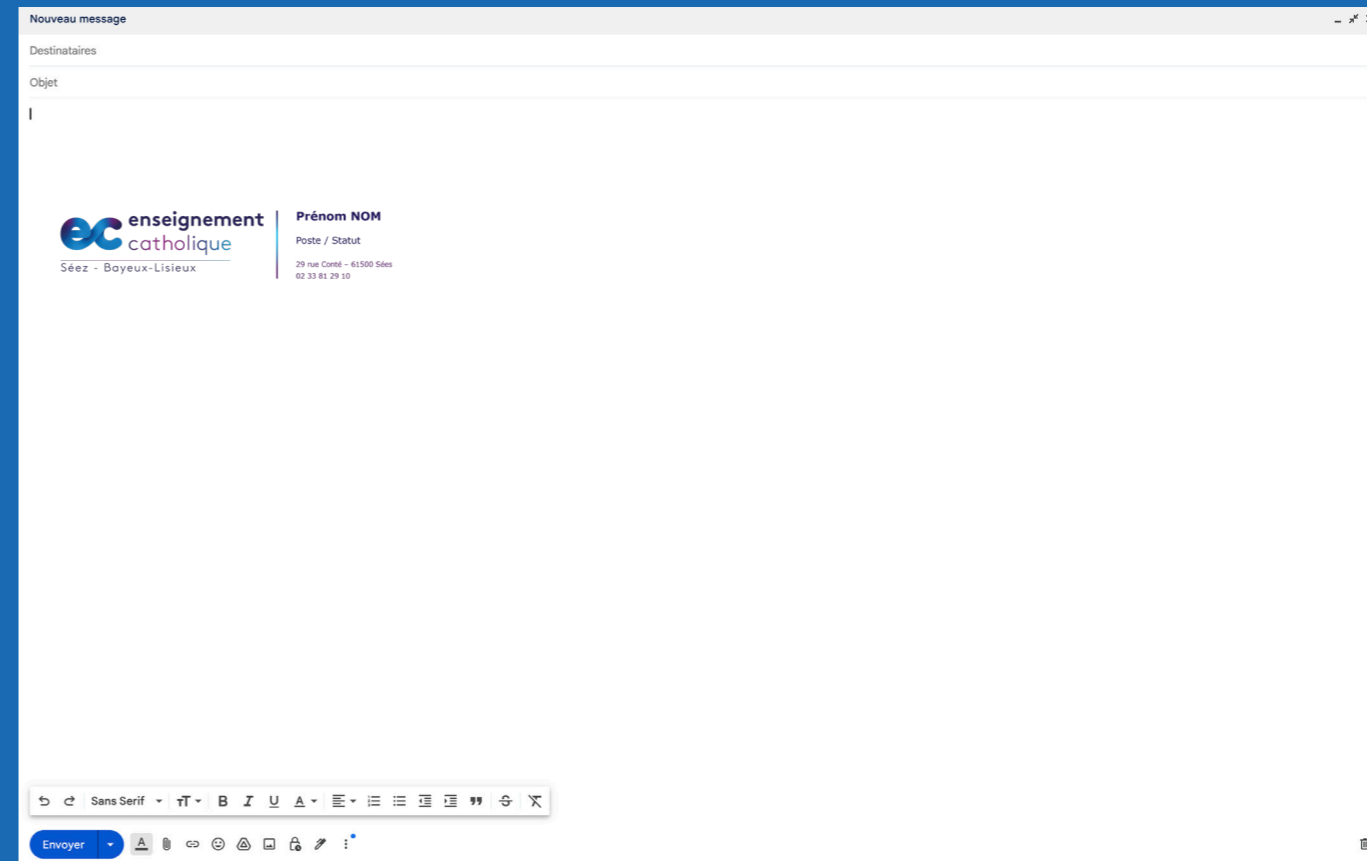 Nouveau message
Destinataires
Objet
ec enseignement
catholique
Séez - Bayeux-Lisieux
Prénom NOM
Poste / Statut
29 rue Conté – 61500 Sées
02 33 81 29 10
Sans Serif
Envoyer